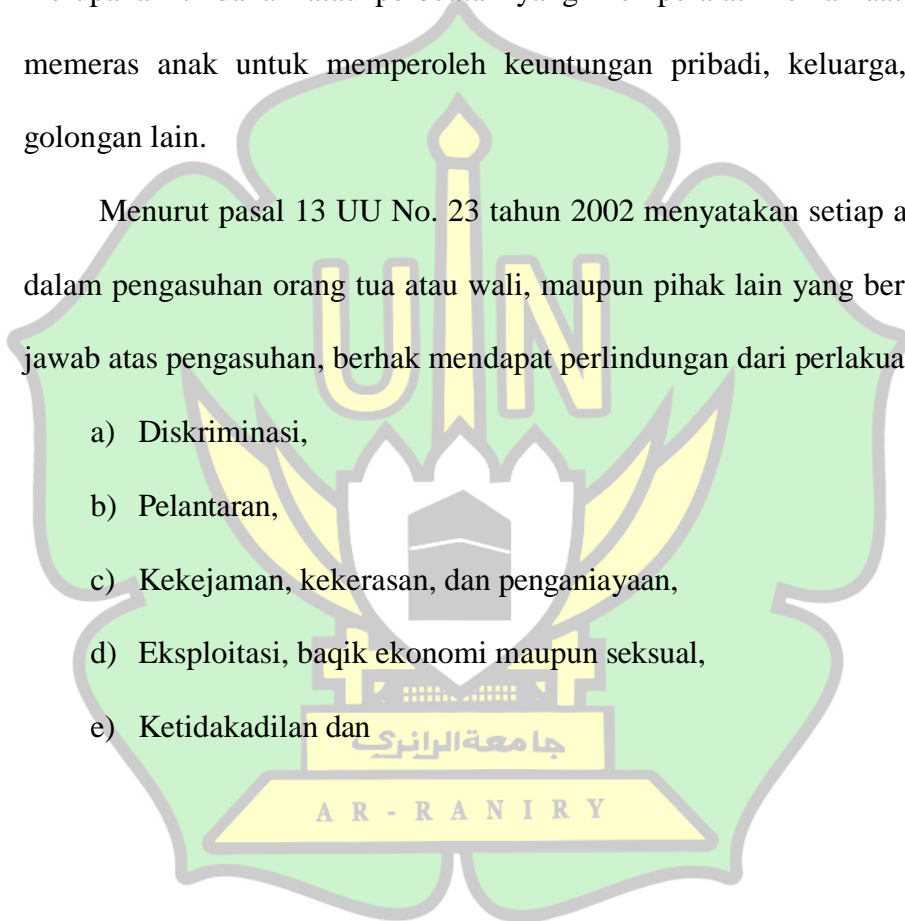 memeras anak untuk memperoleh keuntungan pribadi, keluarga,
golongan lain.
Menurut pasal 13 UU No. 23 tahun 2002 menyatakan setiap a
dalam pengasuhan orang tua atau wali, maupun pihak lain yang ber
jawab atas pengasuhan, berhak mendapat perlindungan dari perlakua
a) Diskriminasi,
b) Pelantaran,
c) Kekejaman, kekerasan, dan penganiayaan,
d) Eksploitasi, baqik ekonomi maupun seksual,
e) Ketidakadilan dan
UIN
جامعة الرانري
AR-RANIRY